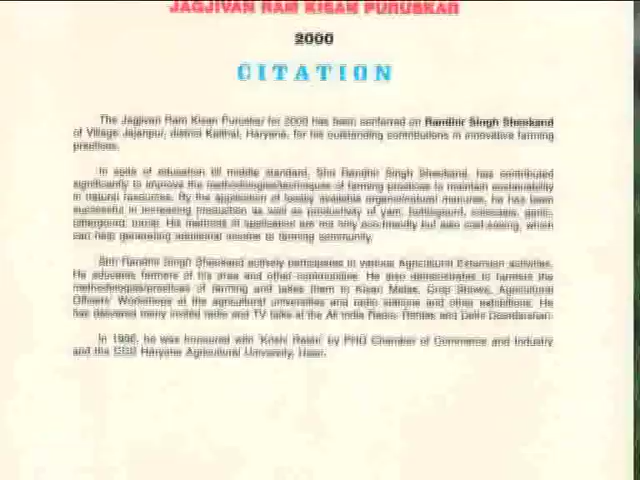 JAGJIVAN RAM KISAN PURUSKAR
2000
CITATION
The Jagjivan Ram Kisan Puruskar for 2000 has been conferred on Randhir Singh Sheokand
of Village Jajanpur, district Kaithal, Haryana, for his outstanding contributions in innovative farming
practices.
In spite of education till middle standard, Shri Randhir Singh Sheokand, has contributed
significantly to improve the methodologies/techniques of farming practices to maintain sustainability
in natural resources. By the application of locally available organic/natural manures, he has been
successful in increasing production as well as productivity of yam, bottlegourd, colocasia, garlic,
His methods of application are not only eco-friendly but also cost saving, which
can help generating additional income to farming community.
Shri Randhir Singh Sheokand actively participates in various Agricultural Extension activities.
He educates farmers of his area and other communities. He also demonstrates to farmers the
methodologies/practices of farming and takes them to Kisan Melas, Crop Shows, Agricultural
Officers' Workshops at the agricultural universities and radio stations and other exhibitions. He
has delivered many invited radio and TV talks at the All India Radio, Rohtak and Delhi Doordarshan.
In 1996, he was honoured with 'Krishi Ratan' by PHD Chamber of Commerce and Industry
and the CCS Haryana Agricultural University, Hisar.